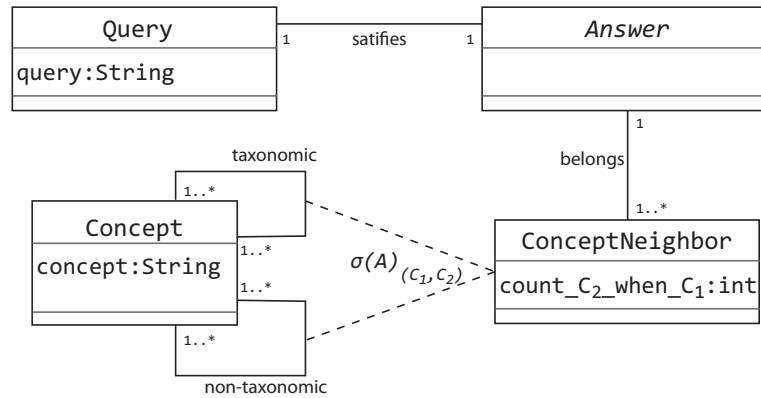 Query
query:String
1
satifies
1
Answer
1
belongs
1..*
taxonomic
1..*
Concept
concept:String
1..*
1..*
1..*
non-taxonomic
σ(A)(C₁,C₂)
ConceptNeighbor
count_C₂_when_C₁:int